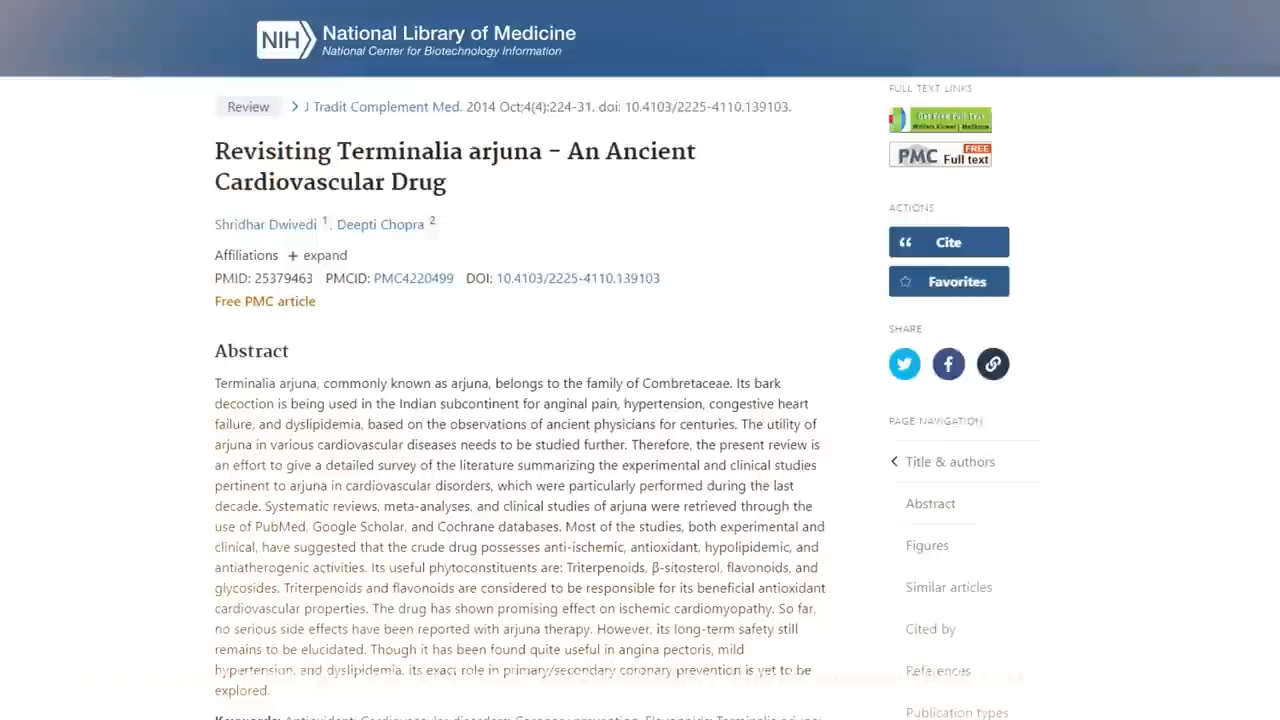 NIH National Library of Medicine
National Center for Biotechnology Information
Review > J Tradit Complement Med. 2014 Oct;4(4):224-31. doi: 10.4103/2225-4110.139103.
Revisiting Terminalia arjuna - An Ancient
Cardiovascular Drug
Shridhar Dwivedi 1, Deepti Chopra 2
Affiliations + expand
PMID: 25379463 PMCID: PMC4220499 DOI: 10.4103/2225-4110.139103
Free PMC article
Abstract
Terminalia arjuna, commonly known as arjuna, belongs to the family of Combretaceae. Its bark
decoction is being used in the Indian subcontinent for anginal pain, hypertension, congestive heart
failure, and dyslipidemia, based on the observations of ancient physicians for centuries. The utility of
arjuna in various cardiovascular diseases needs to be studied further. Therefore, the present review is
an effort to give a detailed survey of the literature summarizing the experimental and clinical studies
pertinent to arjuna in cardiovascular disorders, which were particularly performed during the last
decade. Systematic reviews, meta-analyses, and clinical studies of arjuna were retrieved through the
use of PubMed, Google Scholar, and Cochrane databases. Most of the studies, both experimental and
clinical, have suggested that the crude drug possesses anti-ischemic, antioxidant, hypolipidemic, and
antiatherogenic activities. Its useful phytoconstituents are: Triterpenoids, β-sitosterol, flavonoids, and
glycosides. Triterpenoids and flavonoids are considered to be responsible for its beneficial antioxidant
cardiovascular properties. The drug has shown promising effect on ischemic cardiomyopathy. So far,
no serious side effects have been reported with arjuna therapy. However, its long-term safety still
remains to be elucidated. Though it has been found quite useful in angina pectoris, mild
hypertension, and dyslipidemia, its exact role in primary/secondary coronary prevention is yet to be
explored.
FULL TEXT LINKS
Get Free Full Text
Wolters Kluwer | Medknow
PMC FREE Full text
ACTIONS
Cite
Favorites
SHARE
PAGE NAVIGATION
Title & authors
Abstract
Figures
Similar articles
Cited by
References
Publication types